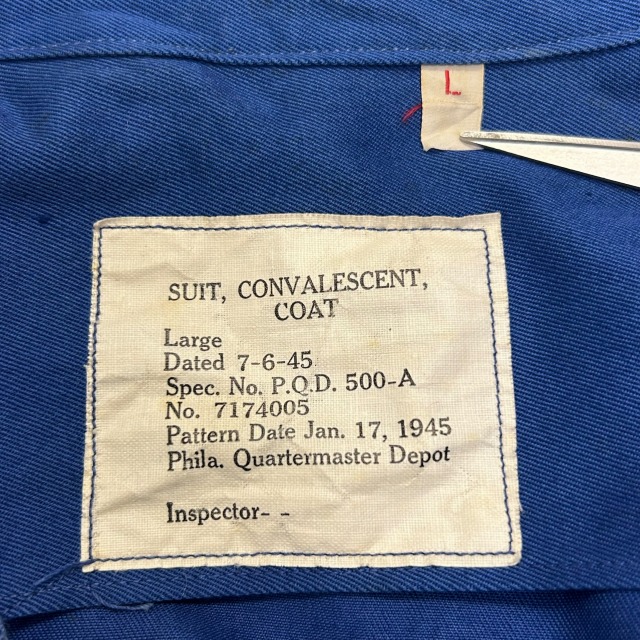 L
SUIT, CONVALESCENT,
COAT
Large
Dated 7-6-45
Spec. No. P.Q.D. 500-A
No. 7174005
Pattern Date Jan. 17, 1945
Phila. Quartermaster Depot
Inspector- -